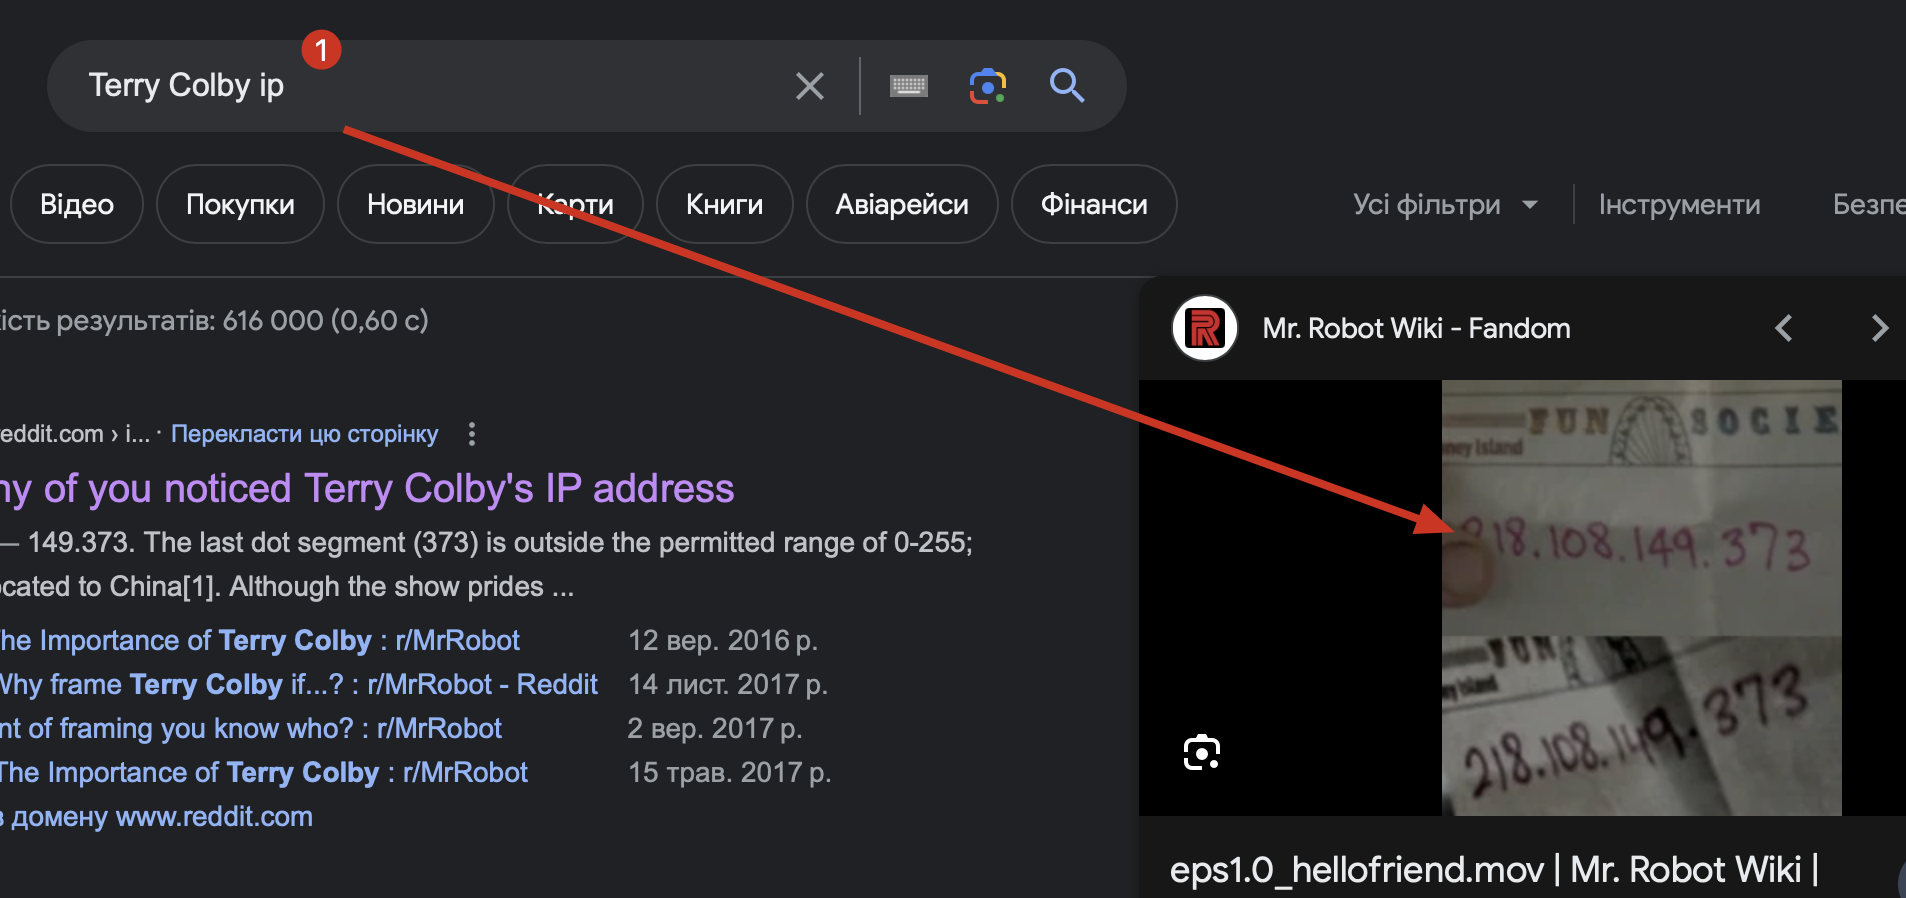 1
Terry Colby ip
Відео
Покупки
Новини
Карти
Книги
Авіарейси
Фінанси
Усі фільтри
Інструменти
Безпе
ість результатів: 616 000 (0,60 с)
eddit.com › i... · Перекласти цю сторінку
ny of you noticed Terry Colby's IP address
— 149.373. The last dot segment (373) is outside the permitted range of 0-255;
ocated to China[1]. Although the show prides ...
he Importance of Terry Colby : r/MrRobot 12 вер. 2016 р.
Why frame Terry Colby if...? : r/MrRobot - Reddit 14 лист. 2017 р.
nt of framing you know who? : r/MrRobot 2 вер. 2017 р.
The Importance of Terry Colby : r/MrRobot 15 трав. 2017 р.
з домену www.reddit.com
Mr. Robot Wiki - Fandom
FUN SOCIE
ney Island
218.108.149.373
FUN
ey Island
218.108.149.373
eps1.0_hellofriend.mov | Mr. Robot Wiki |